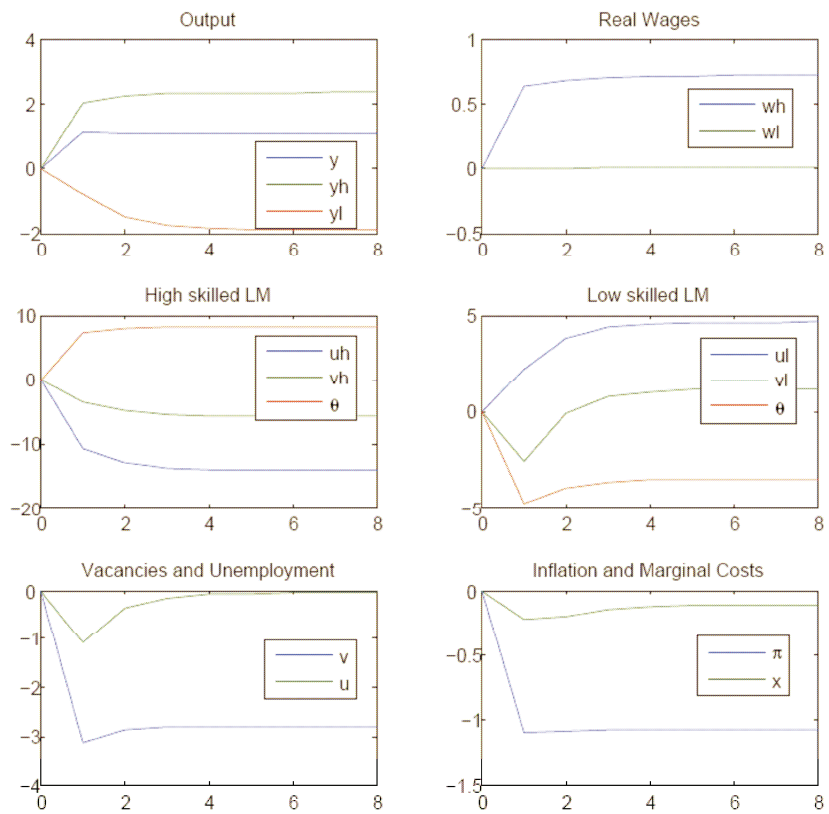 Output
4
2
0
−2
0
2
4
6
8
y
yh
yl
Real Wages
1
0.5
0
−0.5
0
2
4
6
8
wh
wl
High skilled LM
10
0
−10
−20
0
2
4
6
8
uh
vh
θ
Low skilled LM
5
0
−5
0
2
4
6
8
ul
vl
θ
Vacancies and Unemployment
0
−1
−2
−3
−4
0
2
4
6
8
v
u
Inflation and Marginal Costs
0
−0.5
−1
−1.5
0
2
4
6
8
π
x